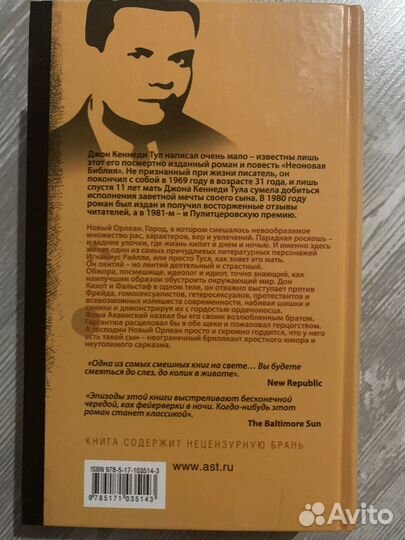 Джон Кеннеди Тул написал очень мало – известны лишь
этот его посмертно изданный роман и повесть «Неоновая
Библия». Не признанный при жизни писатель, он
покончил с собой в 1969 году в возрасте 31 года, и лишь
спустя 11 лет мать Джона Кеннеди Тула сумела добиться
исполнения заветной мечты своего сына. В 1980 году
роман был издан и получил восторженные отзывы
читателей, а в 1981-м – и Пулитцеровскую премию.
Новый Орлеан. Город, в котором смешалось невообразимое
множество рас, характеров, вер и увлечений. Парадная роскошь –
и задние улочки, где жизнь кипит и днем и ночью. И именно здесь
живет один из самых причудливых литературных персонажей
Игнациус Райлли, или просто Туся, как зовет его мать.
Он лентяй – но лентяй деятельный и страстный.
Обжора, посмешище, идеолог и идиот, точно знающий, как
наилучшим образом обустроить окружающий мир. Дон
Кихот и Фальстаф в одном теле, он отважно выступает против
Фрейда, гомосексуалистов, гетеросексуалов, протестантов и
всевозможных излишеств современности, набивая шишки и
синяки и демонстрируя их с гордостью орденоносца.
Фома Аквинский назвал бы его своим возлюбленным братом.
Гаргантюа расцеловал бы в обе щеки и пожаловал герцогством.
А господин Новый Орлеан просто и скромно гордится, что у него
есть такой сын – неограненный бриллиант яростного юмора и
неутолимого сарказма.
«Одна из самых смешных книг на свете… Вы будете
смеяться до слез, до колик в животе».
New Republic
«Эпизоды этой книги выстреливают бесконечной
чередой, как фейерверки в ночи. Когда-нибудь этот
роман станет классикой».
The Baltimore Sun
КНИГА СОДЕРЖИТ НЕЦЕНЗУРНУЮ БРАНЬ
www.ast.ru
ISBN 978-5-17-103514-3
9 785171 035143
Avito